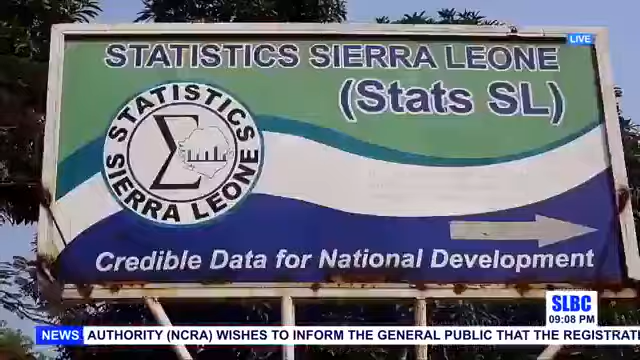 LIVE
STATISTICS SIERRA LEONE
(Stats SL)
STATISTICS
SIERRA LEONE
Σ
Credible Data for National Development
SLBC
09:08 PM
NEWS AUTHORITY (NCRA) WISHES TO INFORM THE GENERAL PUBLIC THAT THE REGISTRAT